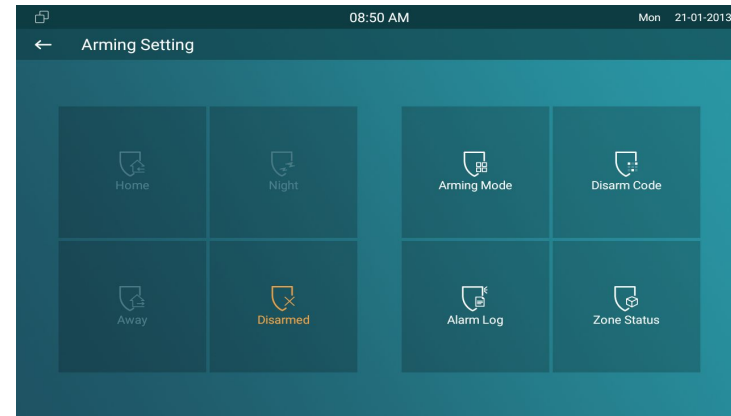 08:50 AM Mon 21-01-2013
Arming Setting
Home Night Arming Mode Disarm Code
Away Disarmed Alarm Log Zone Status